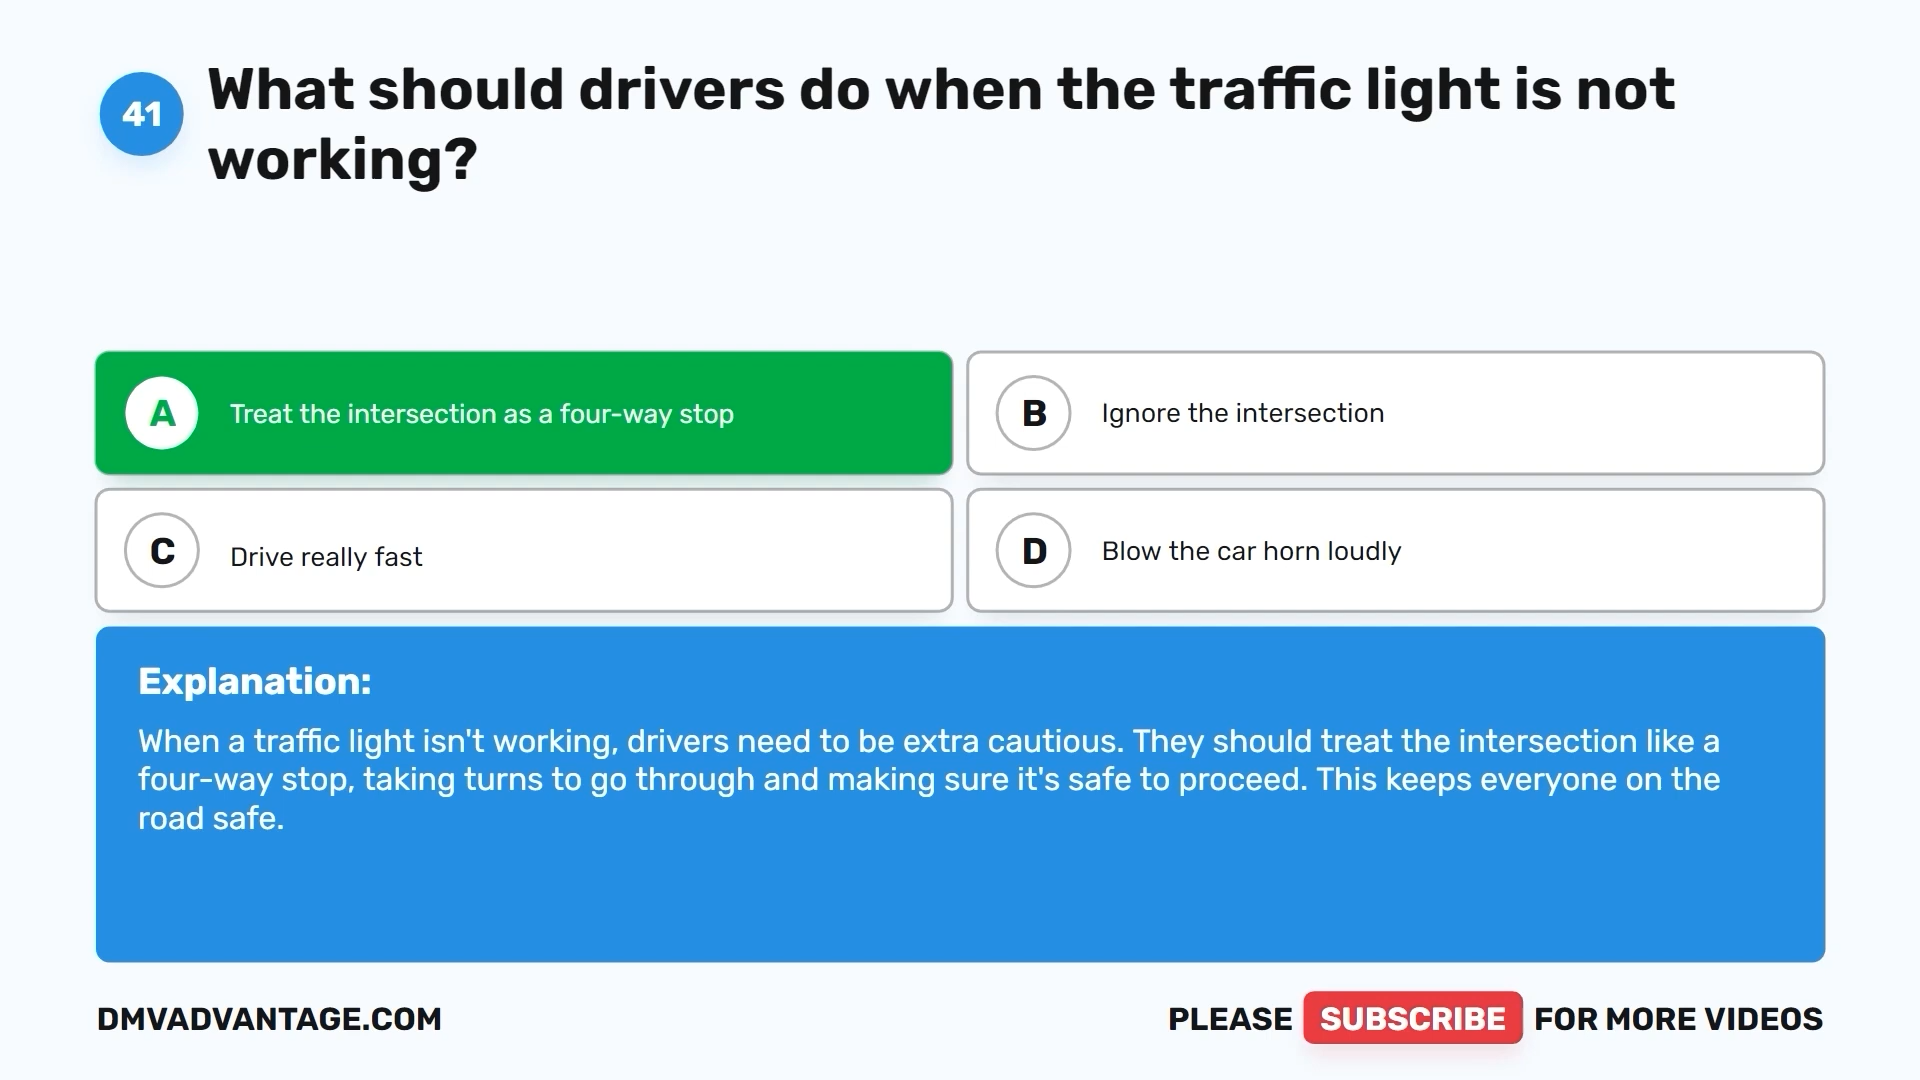 41
What should drivers do when the traffic light is not
working?
A Treat the intersection as a four-way stop
B Ignore the intersection
C Drive really fast
D Blow the car horn loudly
Explanation:
When a traffic light isn't working, drivers need to be extra cautious. They should treat the intersection like a
four-way stop, taking turns to go through and making sure it's safe to proceed. This keeps everyone on the
road safe.
DMVADVANTAGE.COM
PLEASE SUBSCRIBE FOR MORE VIDEOS